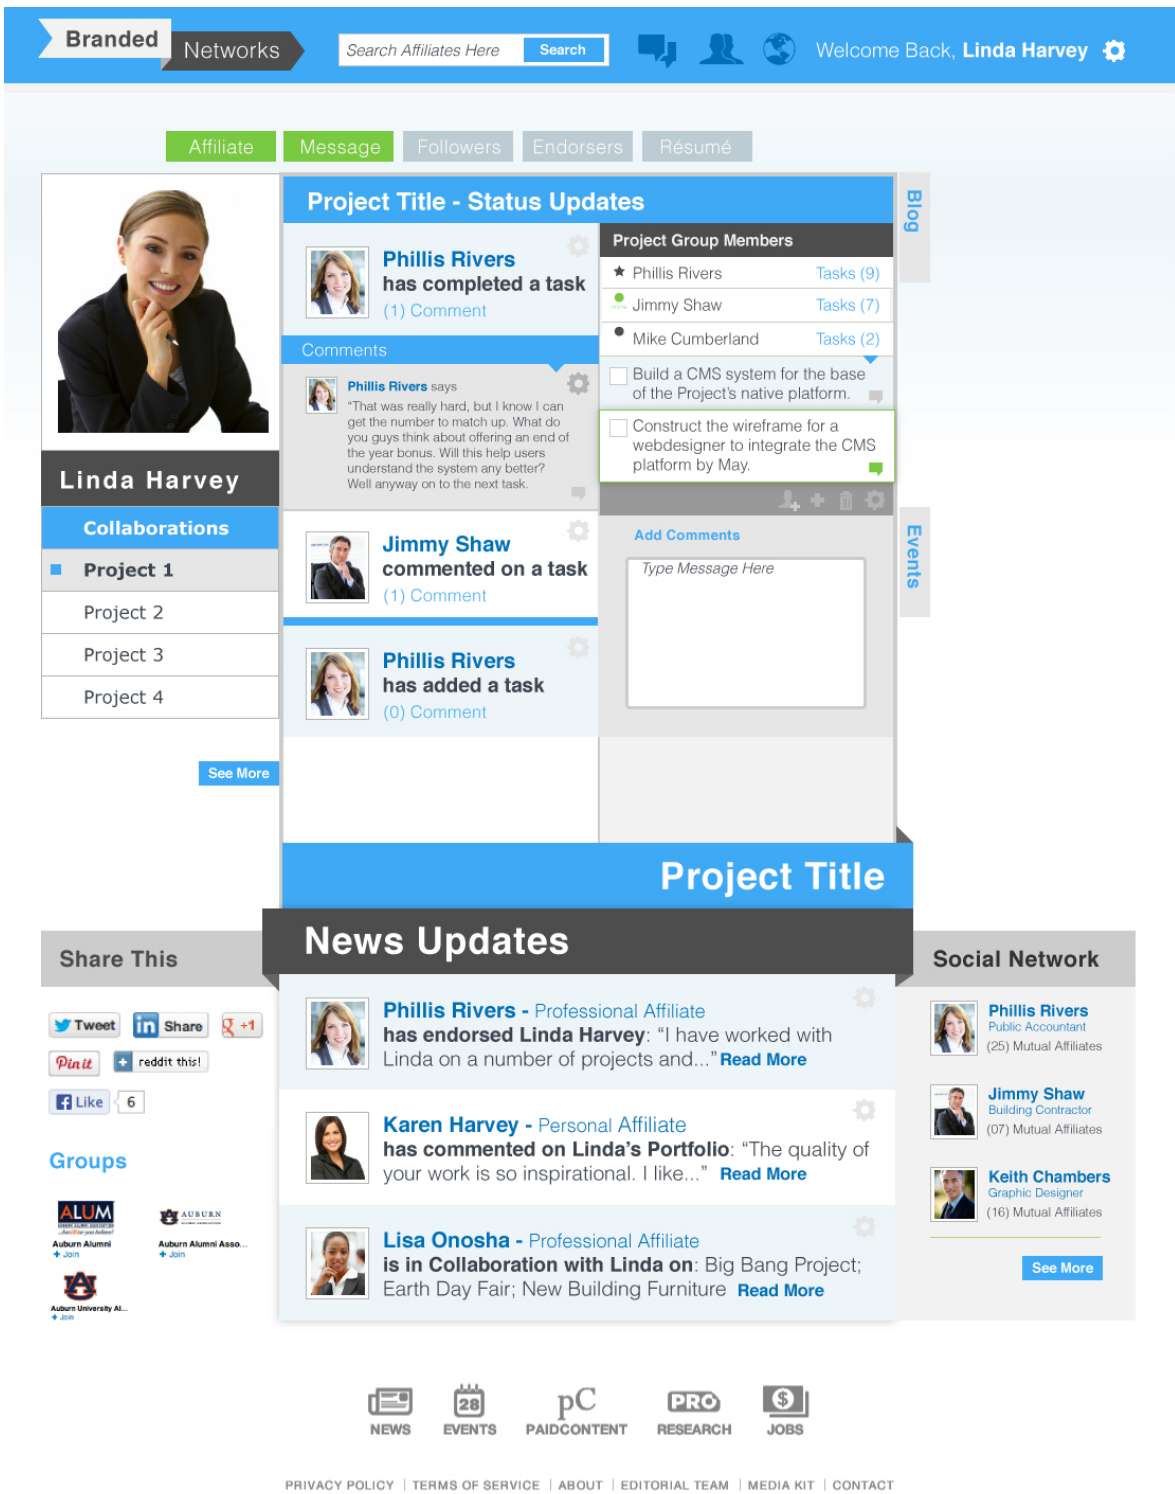 Branded
Networks
Search Affiliates Here
Search
Welcome Back, Linda Harvey
Affiliate
Message
Followers
Endorsers
Résumé
Linda Harvey
Collaborations
Project 1
Project 2
Project 3
Project 4
See More
Project Title - Status Updates
Phillis Rivers
has completed a task
(1) Comment
Comments
Phillis Rivers says
“That was really hard, but I know I can
get the number to match up. What do
you guys think about offering an end of
the year bonus. Will this help users
understand the system any better?
Well anyway on to the next task.
Jimmy Shaw
commented on a task
(1) Comment
Phillis Rivers
has added a task
(0) Comment
Project Group Members
Phillis Rivers Tasks (9)
Jimmy Shaw Tasks (7)
Mike Cumberland Tasks (2)
Build a CMS system for the base
of the Project's native platform.
Construct the wireframe for a
webdesigner to integrate the CMS
platform by May.
Add Comments
Type Message Here
Blog
Events
Project Title
News Updates
Share This
Tweet
in Share
+1
Pin it
reddit this!
Like 6
Groups
ALUM
Auburn Alumni
+ Join
AUBURN
Auburn Alumni Asso...
+ Join
Auburn University Al...
+ Join
Phillis Rivers - Professional Affiliate
has endorsed Linda Harvey: “I have worked with
Linda on a number of projects and...” Read More
Karen Harvey - Personal Affiliate
has commented on Linda’s Portfolio: “The quality of
your work is so inspirational. I like...” Read More
Lisa Onosha - Professional Affiliate
is in Collaboration with Linda on: Big Bang Project;
Earth Day Fair; New Building Furniture Read More
Social Network
Phillis Rivers
Public Accountant
(25) Mutual Affiliates
Jimmy Shaw
Building Contractor
(07) Mutual Affiliates
Keith Chambers
Graphic Designer
(16) Mutual Affiliates
See More
NEWS
28
EVENTS
pC
PAIDCONTENT
PRO
RESEARCH
$
JOBS
PRIVACY POLICY | TERMS OF SERVICE | ABOUT | EDITORIAL TEAM | MEDIA KIT | CONTACT